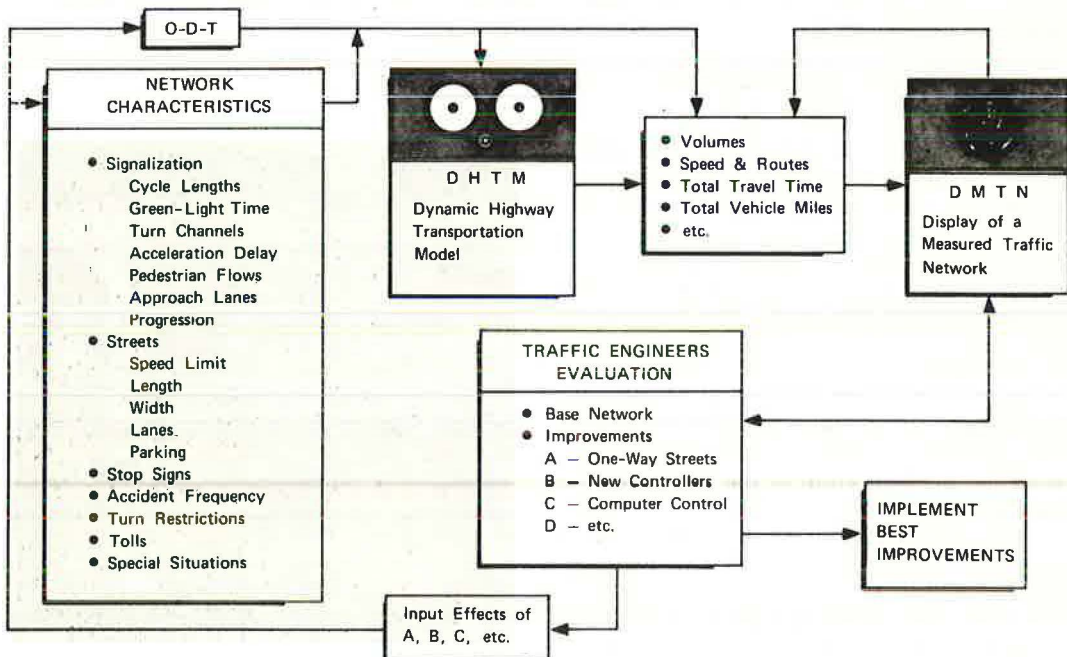 O-D-T
NETWORK
CHARACTERISTICS
• Signalization
Cycle Lengths
Green-Light Time
Turn Channels
Acceleration Delay
Pedestrian Flows
Approach Lanes
Progression
• Streets
Speed Limit
Length
Width
Lanes
Parking
• Stop Signs
• Accident Frequency
• Turn Restrictions
• Tolls
• Special Situations
D H T M
Dynamic Highway
Transportation
Model
• Volumes
• Speed & Routes
• Total Travel Time
• Total Vehicle Miles
• etc.
D M T N
Display of a
Measured Traffic
Network
TRAFFIC ENGINEERS
EVALUATION
• Base Network
• Improvements
A – One-Way Streets
B – New Controllers
C – Computer Control
D – etc.
IMPLEMENT
BEST
IMPROVEMENTS
Input Effects of
A, B, C, etc.